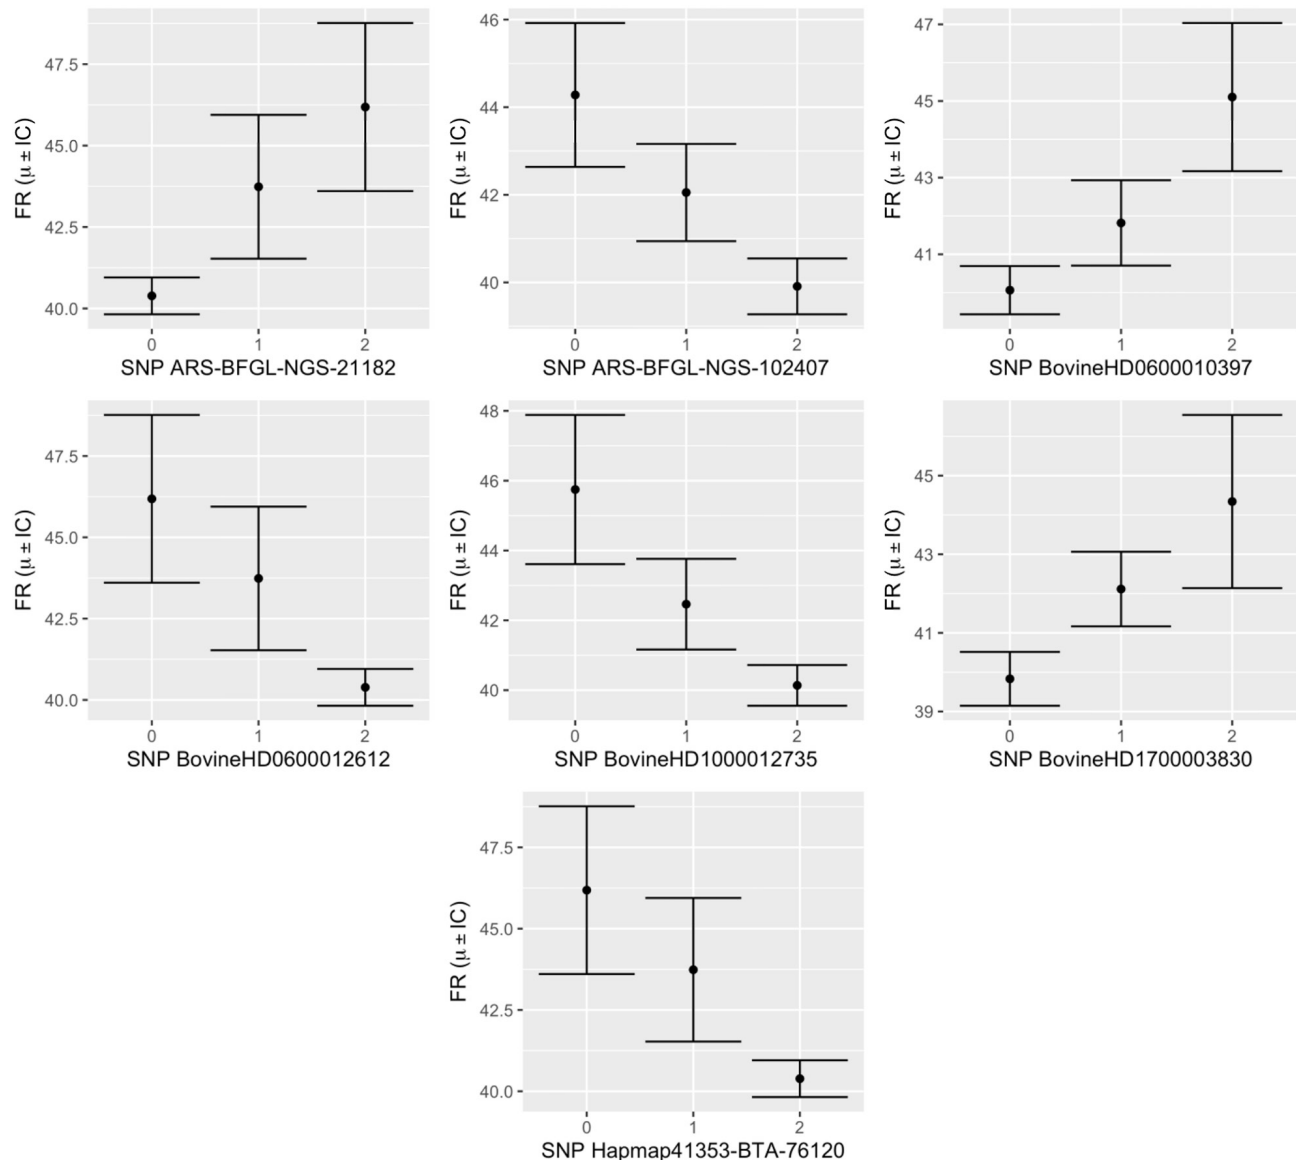 FR (μ ± IC)
47.5
45.0
42.5
40.0
0 1 2
SNP ARS-BFGL-NGS-21182
FR (μ ± IC)
46
44
42
40
0 1 2
SNP ARS-BFGL-NGS-102407
FR (μ ± IC)
47
45
43
41
0 1 2
SNP BovineHD0600010397
FR (μ ± IC)
47.5
45.0
42.5
40.0
0 1 2
SNP BovineHD0600012612
FR (μ ± IC)
48
46
44
42
40
0 1 2
SNP BovineHD1000012735
FR (μ ± IC)
45
43
41
39
0 1 2
SNP BovineHD1700003830
FR (μ ± IC)
47.5
45.0
42.5
40.0
0 1 2
SNP Hapmap41353-BTA-76120